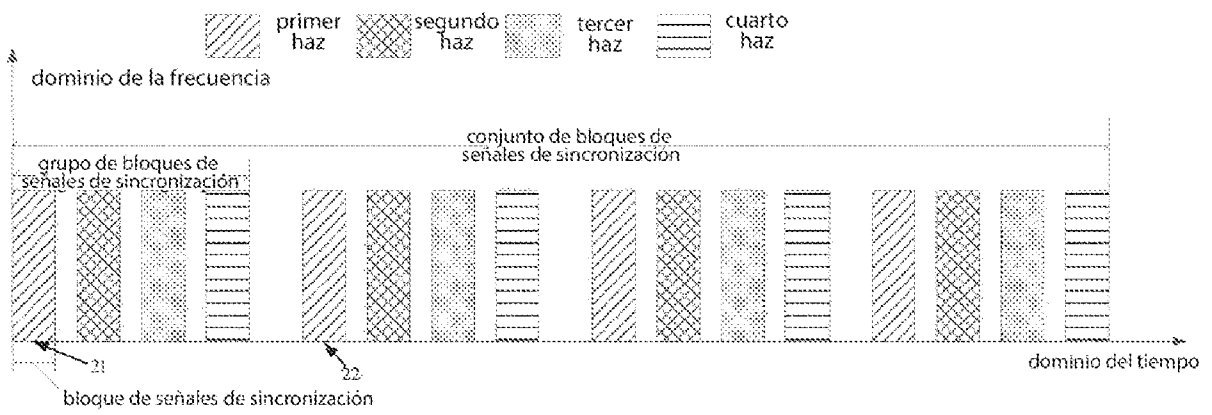 primer
haz
segundo
haz
tercer
haz
cuarto
haz
dominio de la frecuencia
conjunto de bloques de
señales de sincronización
grupo de bloques de
señales de sincronización
21
22
dominio del tiempo
bloque de señales de sincronización